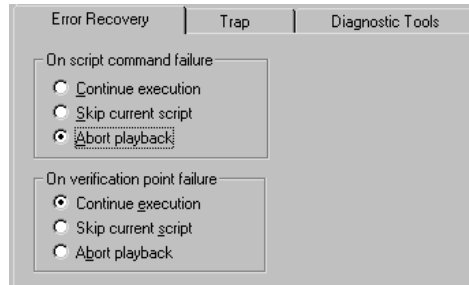 Error Recovery Trap Diagnostic Tools
On script command failure
Continue execution
Skip current script
Abort playback
On verification point failure
Continue execution
Skip current script
Abort playback